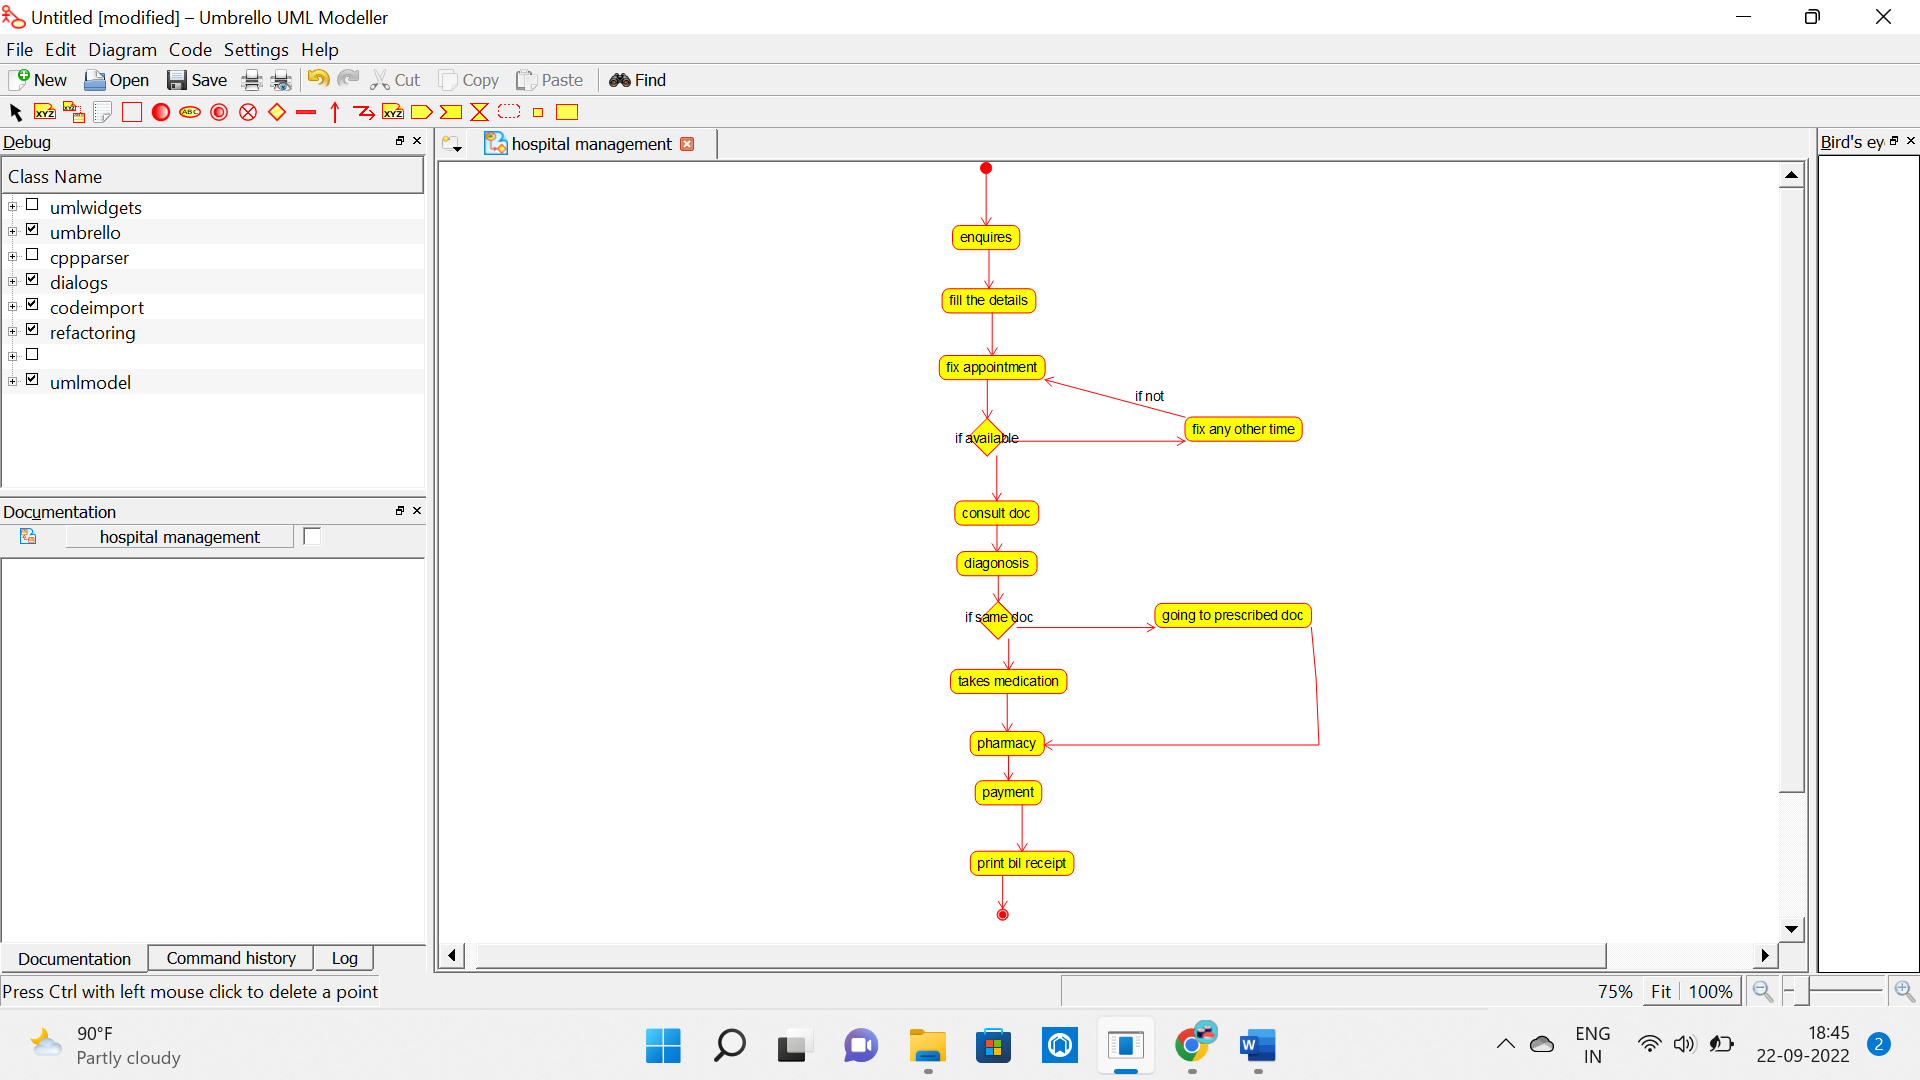 Untitled [modified] – Umbrello UML Modeller
File Edit Diagram Code Settings Help
New Open Save Cut Copy Paste Find
XYZ XYZ ABC XYZ
Debug
hospital management
Bird's ey
Class Name
umlwidgets
umbrello
cppparser
dialogs
codeimport
refactoring
umlmodel
enquires
fill the details
fix appointment
if not
fix any other time
if available
consult doc
diagonosis
if same doc
going to prescribed doc
takes medication
pharmacy
payment
print bil receipt
Documentation
hospital management
Documentation Command history Log
Press Ctrl with left mouse click to delete a point
75% Fit 100%
90°F
Partly cloudy
W
ENG
IN
18:45
22-09-2022
2